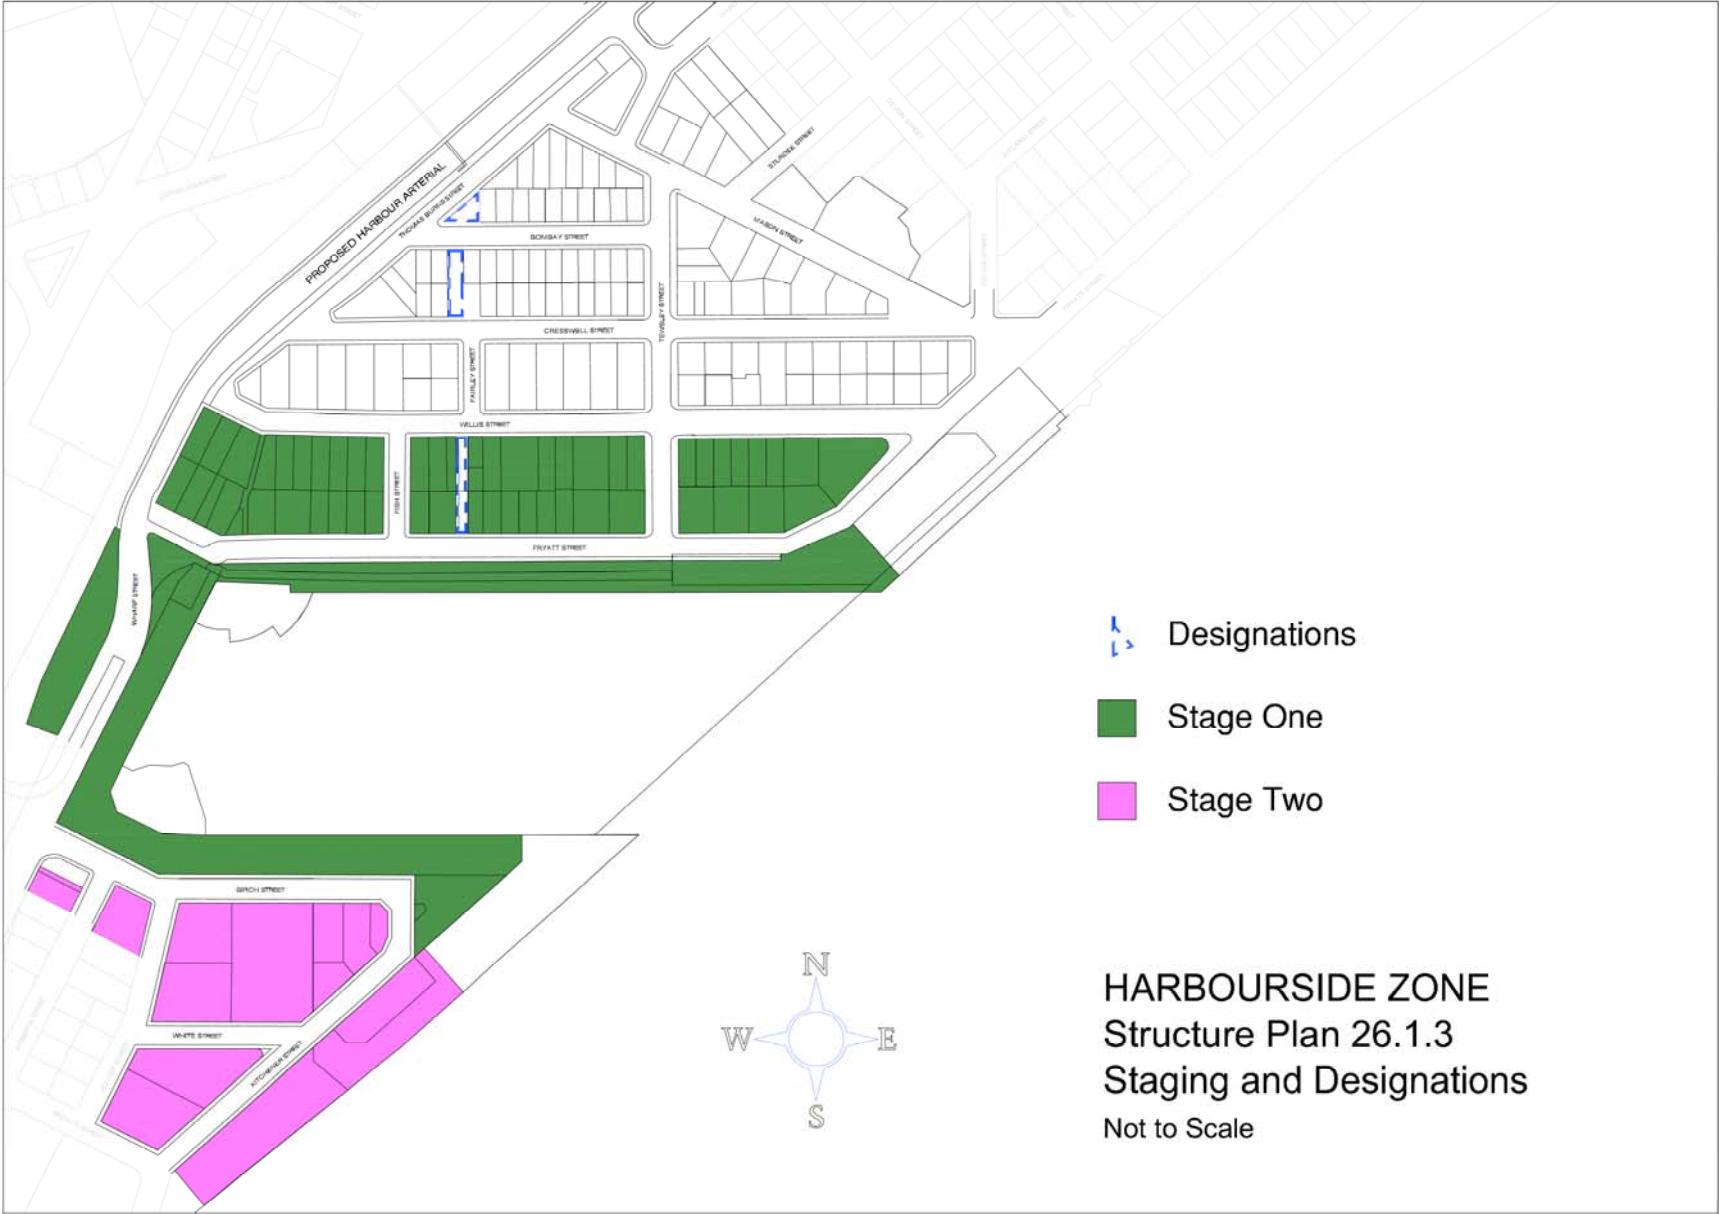 STURDEE STREET
PROPOSED HARBOUR ARTERIAL
THOMAS BURNS STREET
MASON STREET
BOMBAY STREET
TEWSLEY STREET
CRESSWELL STREET
FAIRLEY STREET
WILLIS STREET
FISH STREET
FRYATT STREET
WHARF STREET
Designations
Stage One
Stage Two
BIRCH STREET
WHITE STREET
KITCHENER STREET
N
W
E
S
HARBOURSIDE ZONE
Structure Plan 26.1.3
Staging and Designations
Not to Scale